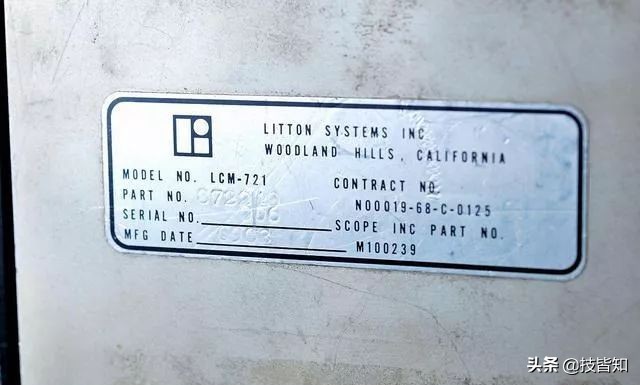 LITTON SYSTEMS INC
WOODLAND HILLS, CALIFORNIA
MODEL NO. LCM-721
CONTRACT NO.
PART NO.
N00019-68-C-0125
SERIAL NO.
SCOPE INC PART NO.
MFG DATE
M100239
头条 @技皆知